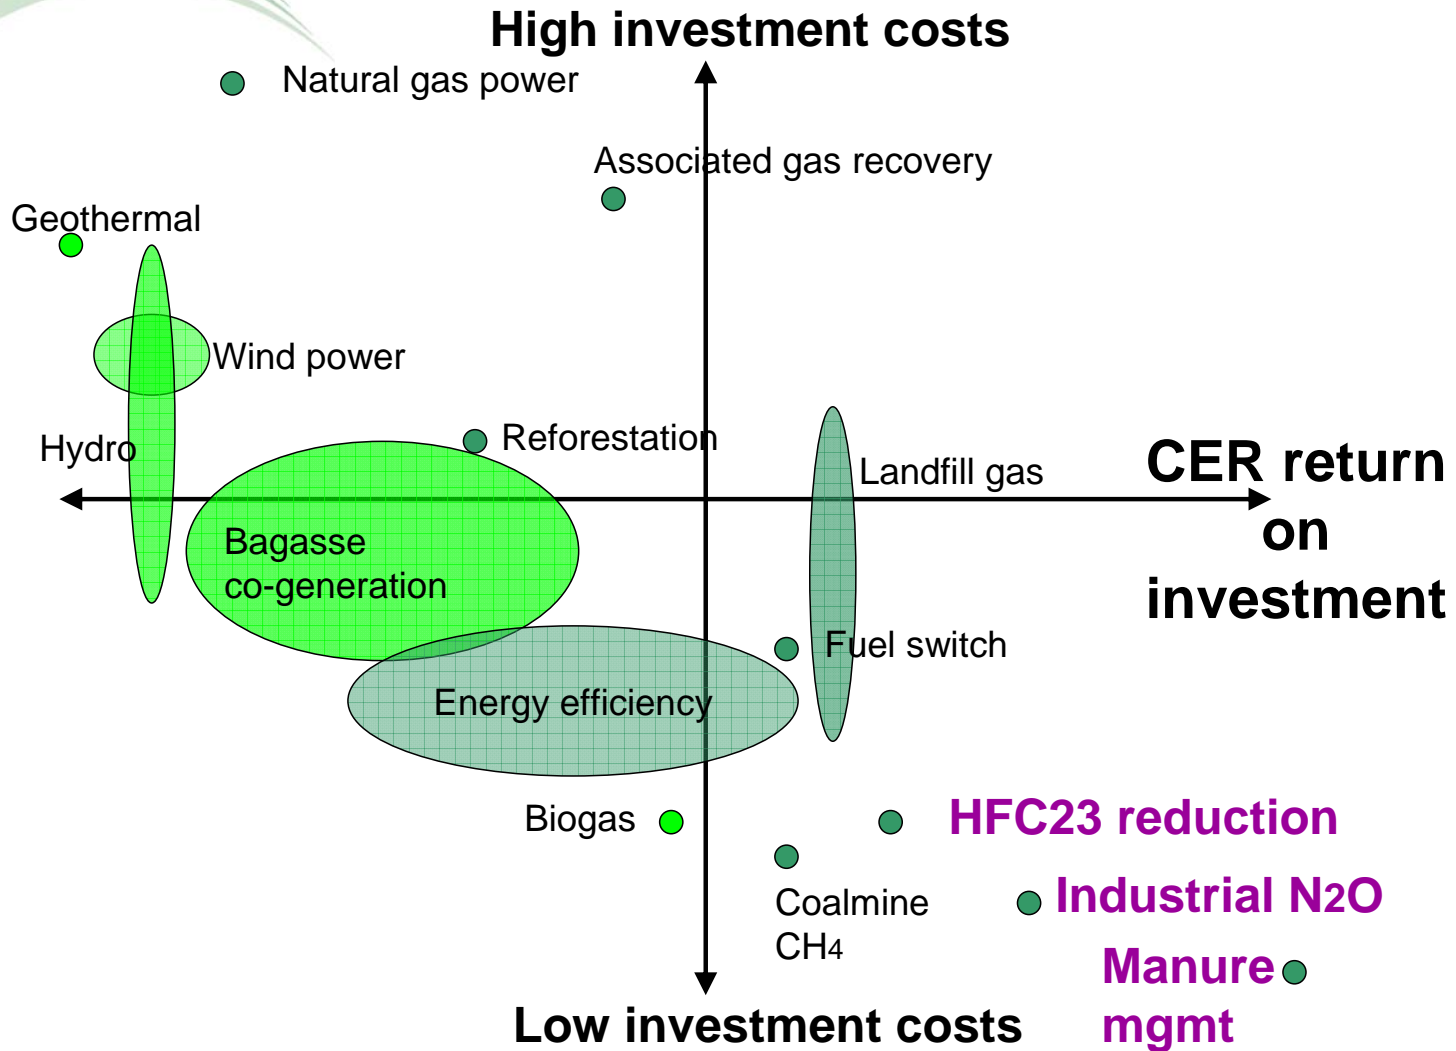 High investment costs
Natural gas power
Associated gas recovery
Geothermal
Wind power
Reforestation
Hydro
Landfill gas
CER return
on
investment
Bagasse
co-generation
Fuel switch
Energy efficiency
Biogas
HFC23 reduction
Coalmine
CH4
Industrial N2O
Manure
mgmt
Low investment costs